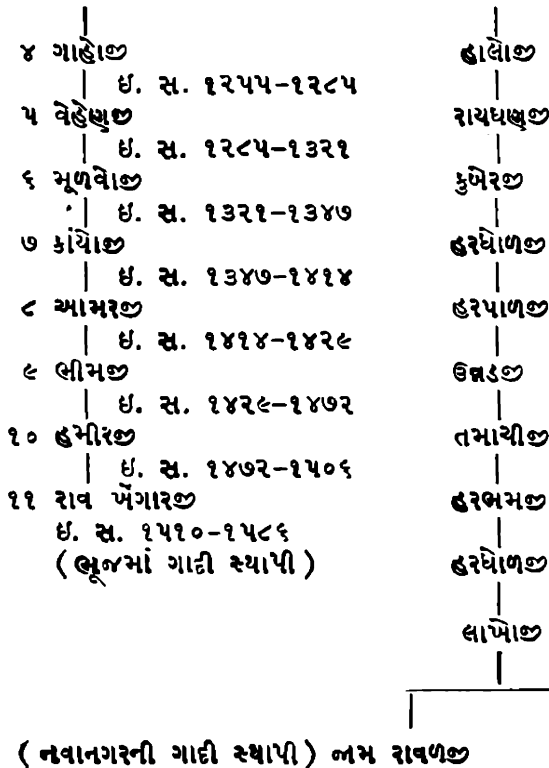 ૪ ગાહોજી હાલોજી
ઇ. સ. ૧૨૫૫-૧૨૮૫
૫ વેહેણજી રાયધણજી
ઇ. સ. ૧૨૮૫-૧૩૨૧
૬ મૂળવોજી કુબેરજી
ઇ. સ. ૧૩૨૧-૧૩૪૭
૭ કાંયોજી હરધોળજી
ઇ. સ. ૧૩૪૭-૧૪૧૪
૮ આમરજી હરપાળજી
ઇ. સ. ૧૪૧૪-૧૪૨૯
૯ ભીમજી ઉન્નડજી
ઇ. સ. ૧૪૨૯-૧૪૭૨
૧૦ હમીરજી તમાચીજી
ઇ. સ. ૧૪૭૨-૧૫૦૬
૧૧ રાવ ખેંગારજી હરભમજી
ઇ. સ. ૧૫૧૦-૧૫૮૬
(ભૂજમાં ગાદી સ્થાપી) હરધોળજી
લાખોજી
(નવાનગરની ગાદી સ્થાપી) જામ રાવળજી